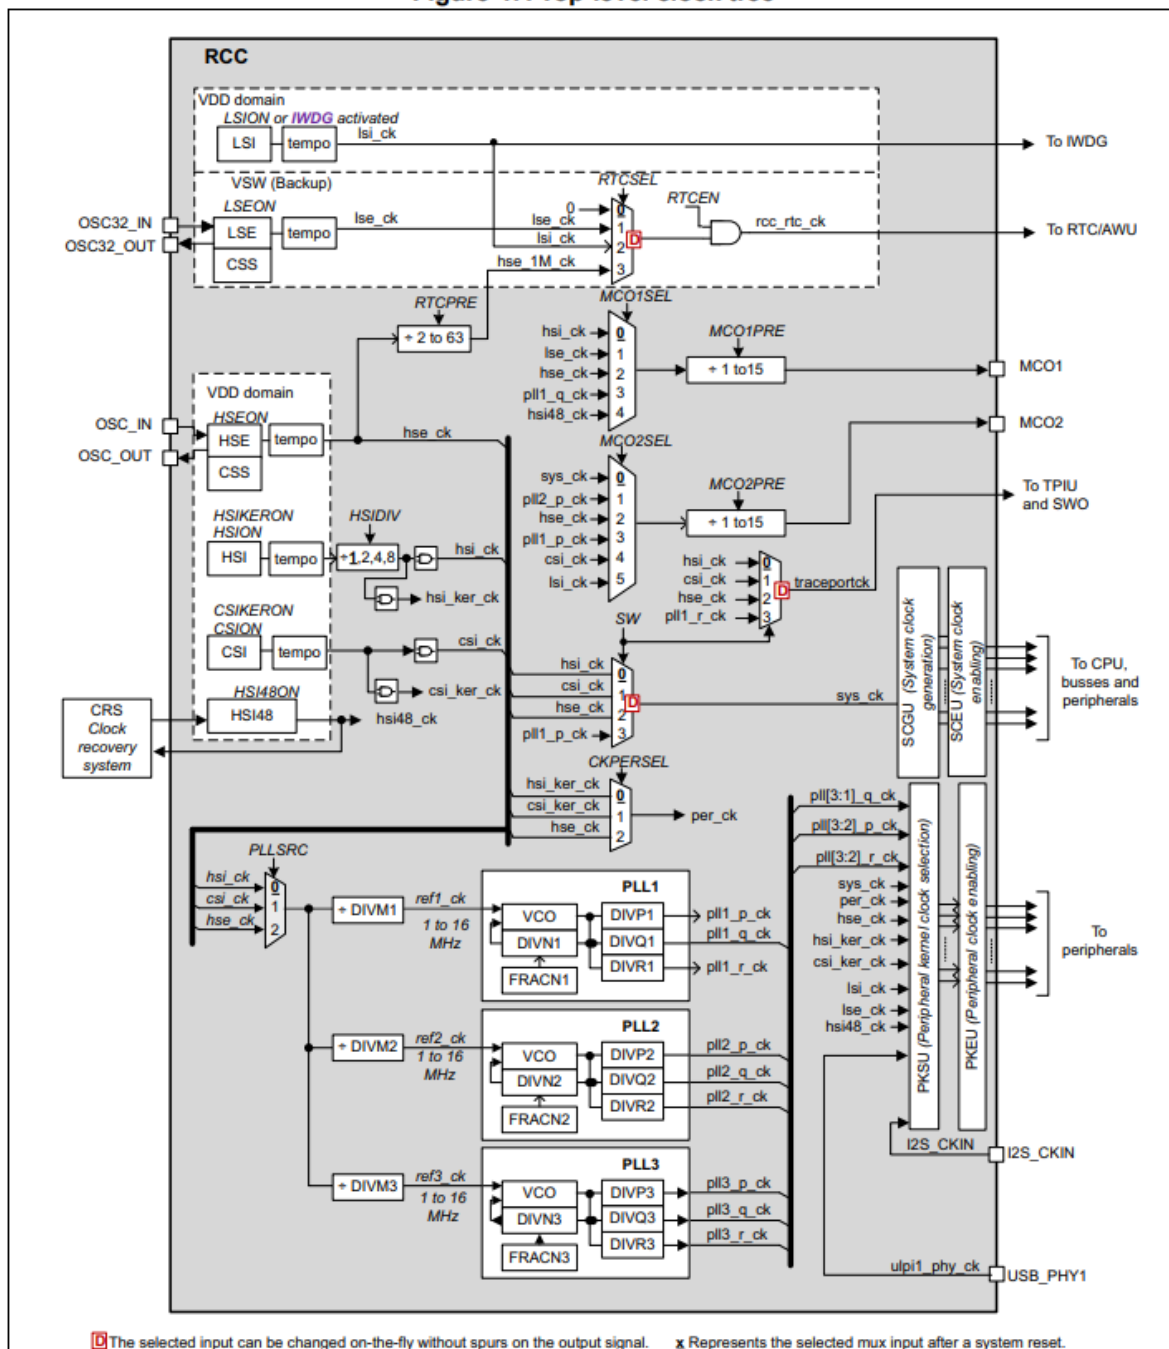 RCC
VDD domain
LSION or IWDG activated
LSI
tempo
lsi_ck
To IWDG
VSW (Backup)
LSEON
OSC32_IN
OSC32_OUT
LSE
tempo
CSS
lse_ck
RTCSEL
0
lse_ck
lsi_ck
hse_1M_ck
0
1
2
3
D
RTCEN
rcc_rtc_ck
To RTC/AWU
RTCPRE
÷ 2 to 63
MCO1SEL
hsi_ck
lse_ck
hse_ck
pll1_q_ck
hsi48_ck
0
1
2
3
4
MCO1PRE
÷ 1 to15
MCO1
VDD domain
HSEON
OSC_IN
OSC_OUT
HSE
tempo
CSS
hse_ck
MCO2SEL
sys_ck
pll2_p_ck
hse_ck
pll1_p_ck
csi_ck
lsi_ck
0
1
2
3
4
5
MCO2PRE
÷ 1 to15
MCO2
To TPIU
and SWO
HSIKERON
HSION
HSI
tempo
HSIDIV
÷1,2,4,8
hsi_ck
hsi_ker_ck
hsi_ck
csi_ck
hse_ck
pll1_r_ck
0
1
2
3
D
traceportck
CSIKERON
CSION
CSI
tempo
csi_ck
csi_ker_ck
SW
hsi_ck
csi_ck
hse_ck
pll1_p_ck
0
1
2
3
D
sys_ck
SCGU (System clock
generation)
SCEU (System clock
enabling)
To CPU,
busses and
peripherals
HSI48ON
HSI48
hsi48_ck
CRS
Clock
recovery
system
CKPERSEL
hsi_ker_ck
csi_ker_ck
hse_ck
0
1
2
per_ck
PLLSRC
hsi_ck
csi_ck
hse_ck
0
1
2
÷ DIVM1
ref1_ck
1 to 16
MHz
PLL1
VCO
DIVN1
FRACN1
DIVP1
DIVQ1
DIVR1
pll1_p_ck
pll1_q_ck
pll1_r_ck
÷ DIVM2
ref2_ck
1 to 16
MHz
PLL2
VCO
DIVN2
FRACN2
DIVP2
DIVQ2
DIVR2
pll2_p_ck
pll2_q_ck
pll2_r_ck
÷ DIVM3
ref3_ck
1 to 16
MHz
PLL3
VCO
DIVN3
FRACN3
DIVP3
DIVQ3
DIVR3
pll3_p_ck
pll3_q_ck
pll3_r_ck
pll[3:1]_q_ck
pll[3:2]_p_ck
pll[3:2]_r_ck
sys_ck
per_ck
hse_ck
hsi_ker_ck
csi_ker_ck
lsi_ck
lse_ck
hsi48_ck
PKSU (Peripheral kernel clock selection)
PKEU (Peripheral clock enabling)
To
peripherals
I2S_CKIN
I2S_CKIN
ulpi1_phy_ck
USB_PHY1
D The selected input can be changed on-the-fly without spurs on the output signal.
x Represents the selected mux input after a system reset.